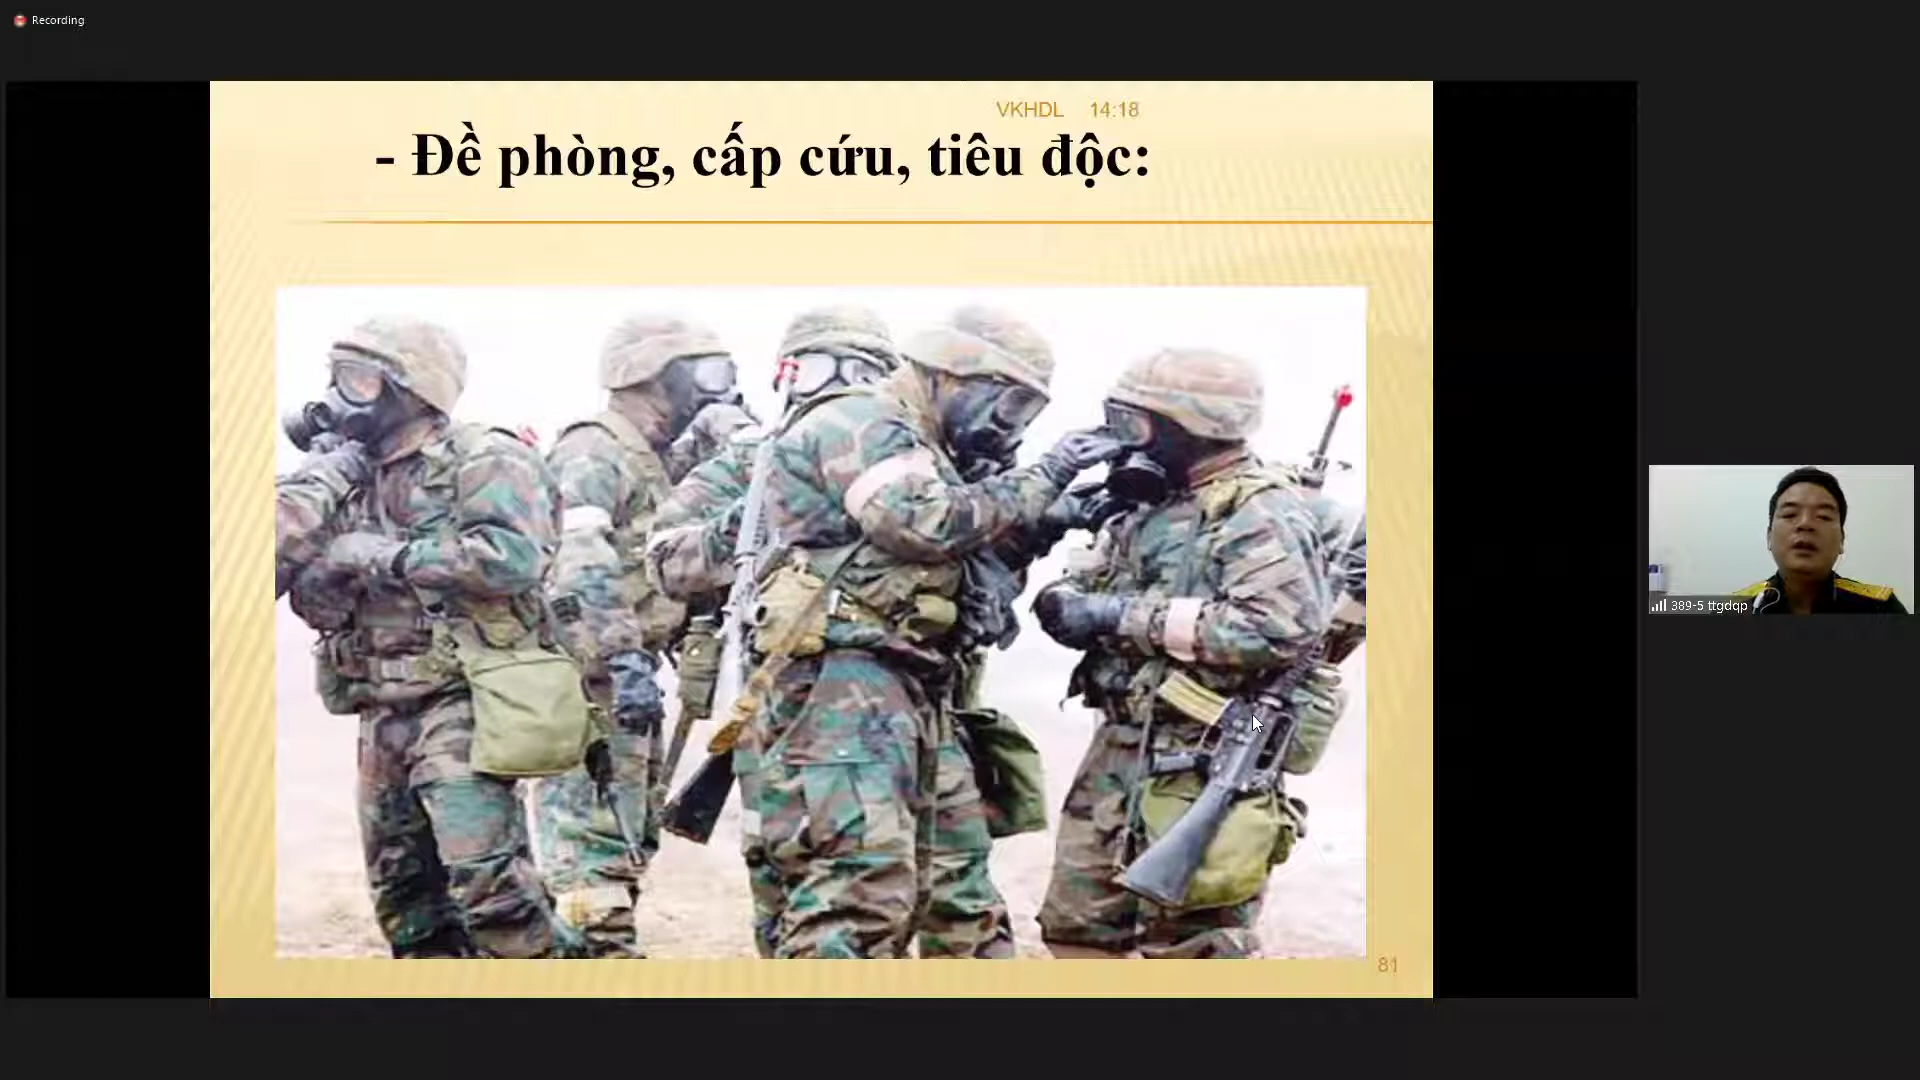 Recording
VKHDL 14:18
- Đề phòng, cấp cứu, tiêu độc:
389-5 ttgdqp
81